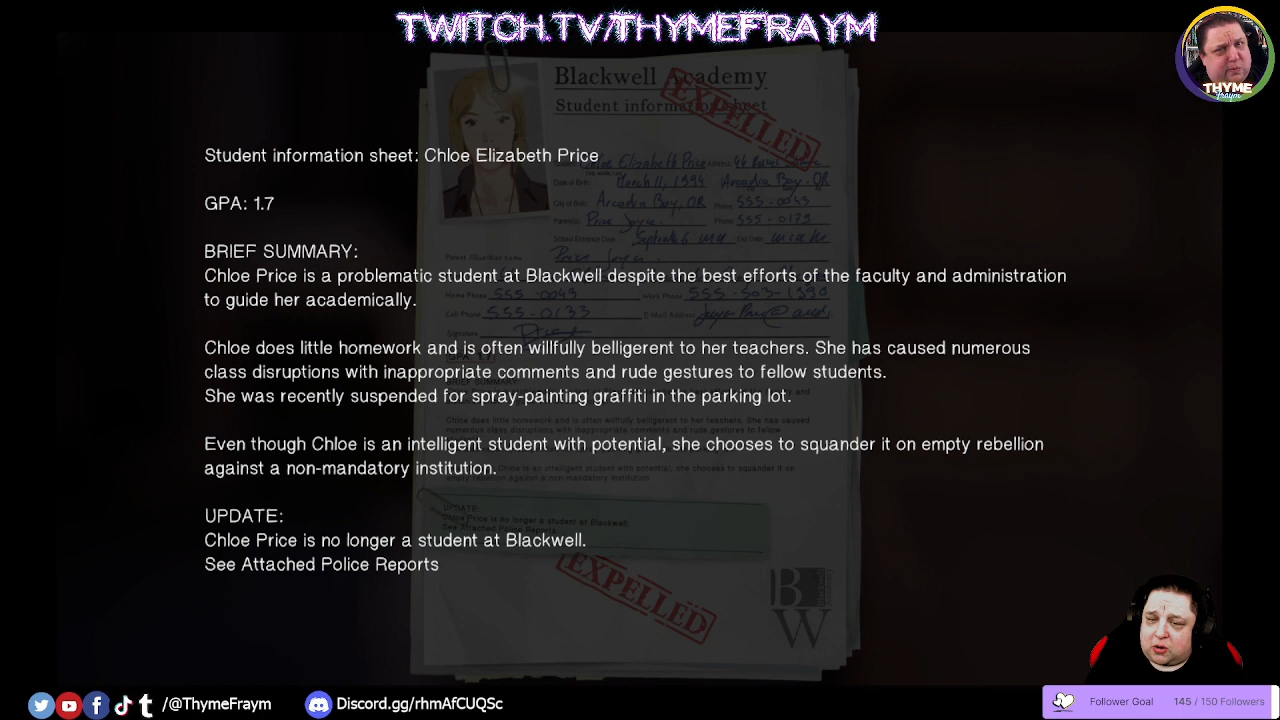 TWITCH.TV/THYMEFRAYM
THYME
fraym
Blackwell Academy
Student information sheet
EXPELLED
Student information sheet: Chloe Elizabeth Price
GPA: 1.7
BRIEF SUMMARY:
Chloe Price is a problematic student at Blackwell despite the best efforts of the faculty and administration
to guide her academically.
Chloe does little homework and is often willfully belligerent to her teachers. She has caused numerous
class disruptions with inappropriate comments and rude gestures to fellow students.
She was recently suspended for spray-painting graffiti in the parking lot.
Even though Chloe is an intelligent student with potential, she chooses to squander it on empty rebellion
against a non-mandatory institution.
UPDATE:
Chloe Price is no longer a student at Blackwell.
See Attached Police Reports
EXPELLED
B
W
/@ThymeFraym
Discord.gg/rhmAfCUQSc
Follower Goal
145 / 150 Followers